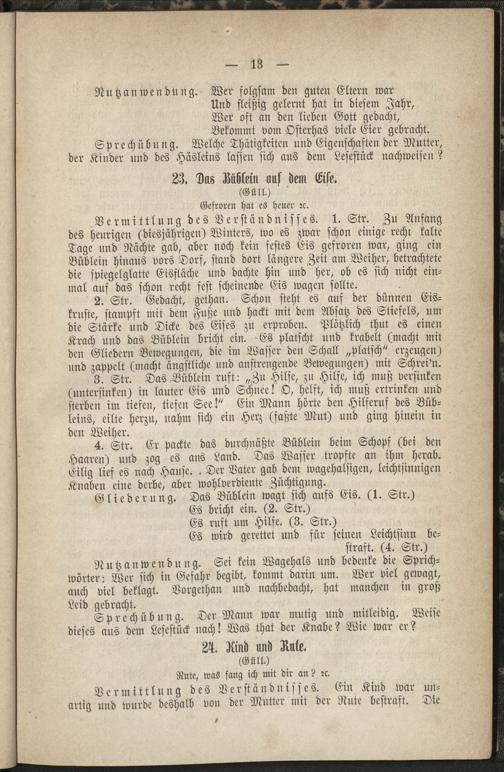 — 13 —
Nutzanwendung. Wer folgsam den guten Eltern war
Und fleißig gelernt hat in diesem Jahr,
Wer oft an den lieben Gott gedacht,
Bekommt vom Osterhas viele Eier gebracht.
Sprechübung. Welche Thätigkeiten und Eigenschaften der Mutter,
der Kinder und des Häsleins lassen sich aus dem Lesestück nachweisen?
23. Das Büblein auf dem Eise.
(Güll.)
Gefroren hat es heuer ꝛc.
Vermittlung des Verständnisses. 1. Str. Zu Anfang
des heurigen (diesjährigen) Winters, wo es zwar schon einige recht kalte
Tage und Nächte gab, aber noch kein festes Eis gefroren war, ging ein
Büblein hinaus vors Dorf, stand dort längere Zeit am Weiher, betrachtete
die spiegelglatte Eisfläche und dachte hin und her, ob es sich nicht ein-
mal auf das schon recht fest scheinende Eis wagen sollte.
2. Str. Gedacht, gethan. Schon steht es auf der dünnen Eis-
kruste, stampft mit dem Fuße und hackt mit dem Absatz des Stiefels, um
die Stärke und Dicke des Eises zu erproben. Plötzlich thut es einen
Krach und das Büblein bricht ein. Es platscht und krabelt (macht mit
den Gliedern Bewegungen, die im Wasser den Schall „platsch“ erzeugen)
und zappelt (macht ängstliche und anstrengende Bewegungen) mit Schrei'n.
3. Str. Das Büblein ruft: „Zu Hilfe, zu Hilfe, ich muß versinken
(untersinken) in lauter Eis und Schnee! O, helft, ich muß ertrinken und
sterben im tiefen, tiefen See!“ Ein Mann hörte den Hilferuf des Büb-
leins, eilte herzu, nahm sich ein Herz (faßte Mut) und ging hinein in
den Weiher.
4. Str. Er packte das durchnäßte Büblein beim Schopf (bei den
Haaren) und zog es ans Land. Das Wasser tropfte an ihm herab.
Eilig lief es nach Hause. Der Vater gab dem wagehalsigen, leichtsinnigen
Knaben eine derbe, aber wohlverdiente Züchtigung.
Gliederung. Das Büblein wagt sich aufs Eis. (1. Str.)
Es bricht ein. (2. Str.)
Es ruft um Hilfe. (3. Str.)
Es wird gerettet und für seinen Leichtsinn be-
straft. (4. Str.)
Nutzanwendung. Sei kein Wagehals und bedenke die Sprich-
wörter: Wer sich in Gefahr begibt, kommt darin um. Wer viel gewagt,
auch viel beklagt. Vorgethan und nachbedacht, hat manchen in groß
Leid gebracht.
Sprechübung. Der Mann war mutig und mitleidig. Weise
dieses aus dem Lesestück nach! Was that der Knabe? Wie war er?
24. Kind und Rute.
(Güll.)
Rute, was fang ich mit dir an? ꝛc.
Vermittlung des Verständnisses. Ein Kind war un-
artig und wurde deshalb von der Mutter mit der Rute bestraft. Die